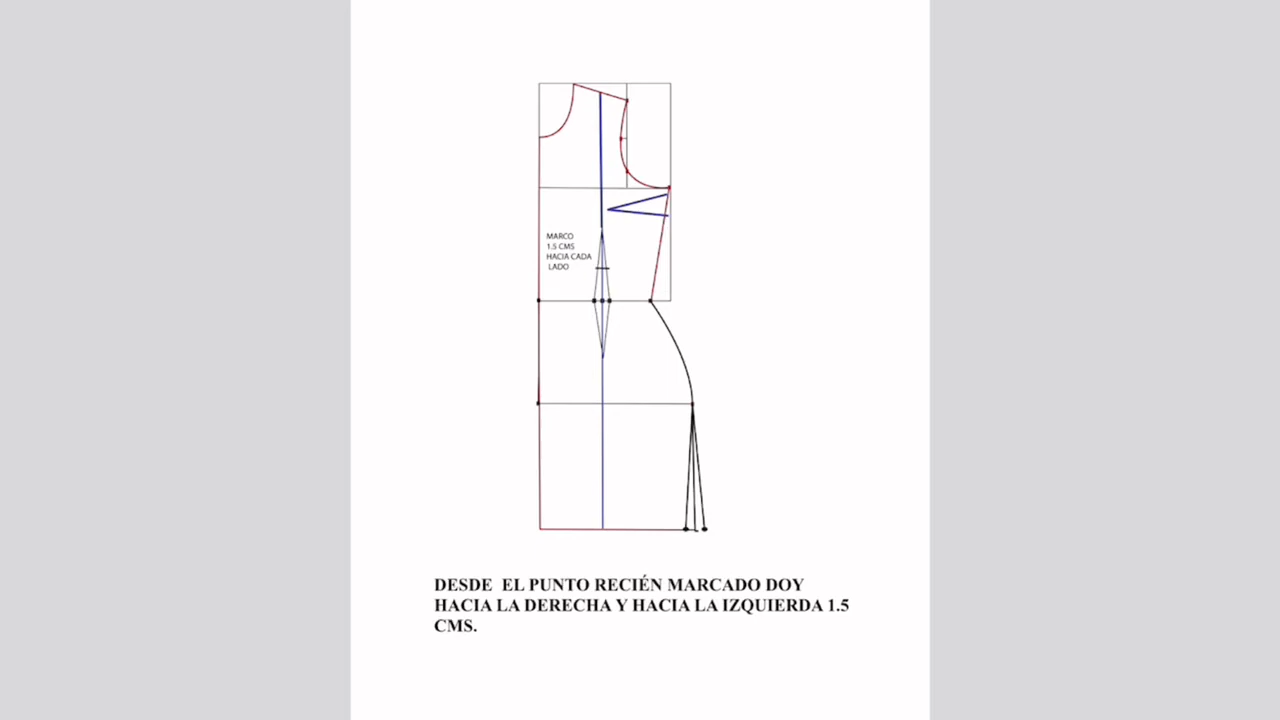 MARCO
1.5 CMS
HACIA CADA
LADO
DESDE EL PUNTO RECIÉN MARCADO DOY
HACIA LA DERECHA Y HACIA LA IZQUIERDA 1.5
CMS.